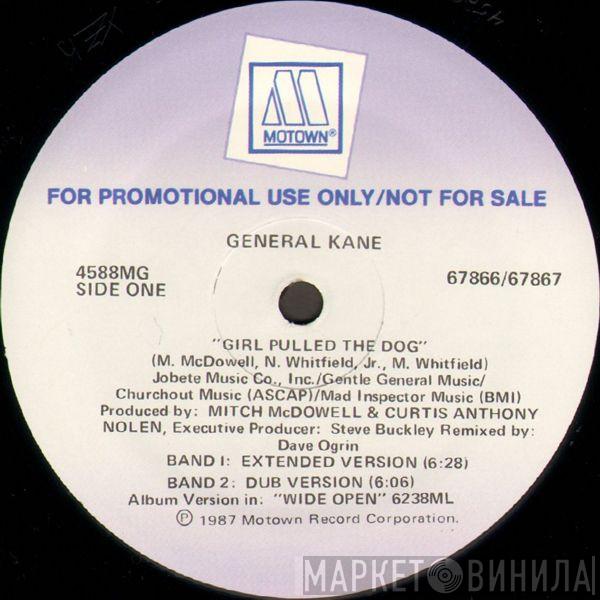 MOTOWN®
FOR PROMOTIONAL USE ONLY/NOT FOR SALE
GENERAL KANE
4588MG
SIDE ONE
67866/67867
"GIRL PULLED THE DOG"
(M. McDowell, N. Whitfield, Jr., M. Whitfield)
Jobete Music Co., Inc./Gentle General Music/
Churchout Music (ASCAP)/Mad Inspector Music (BMI)
Produced by: MITCH McDOWELL & CURTIS ANTHONY
NOLEN, Executive Producer: Steve Buckley Remixed by:
Dave Ogrin
BAND I: EXTENDED VERSION (6:28)
BAND 2: DUB VERSION (6:06)
Album Version in: "WIDE OPEN" 6238ML
Ⓟ 1987 Motown Record Corporation.
МАРКЕТ ВИНИЛА